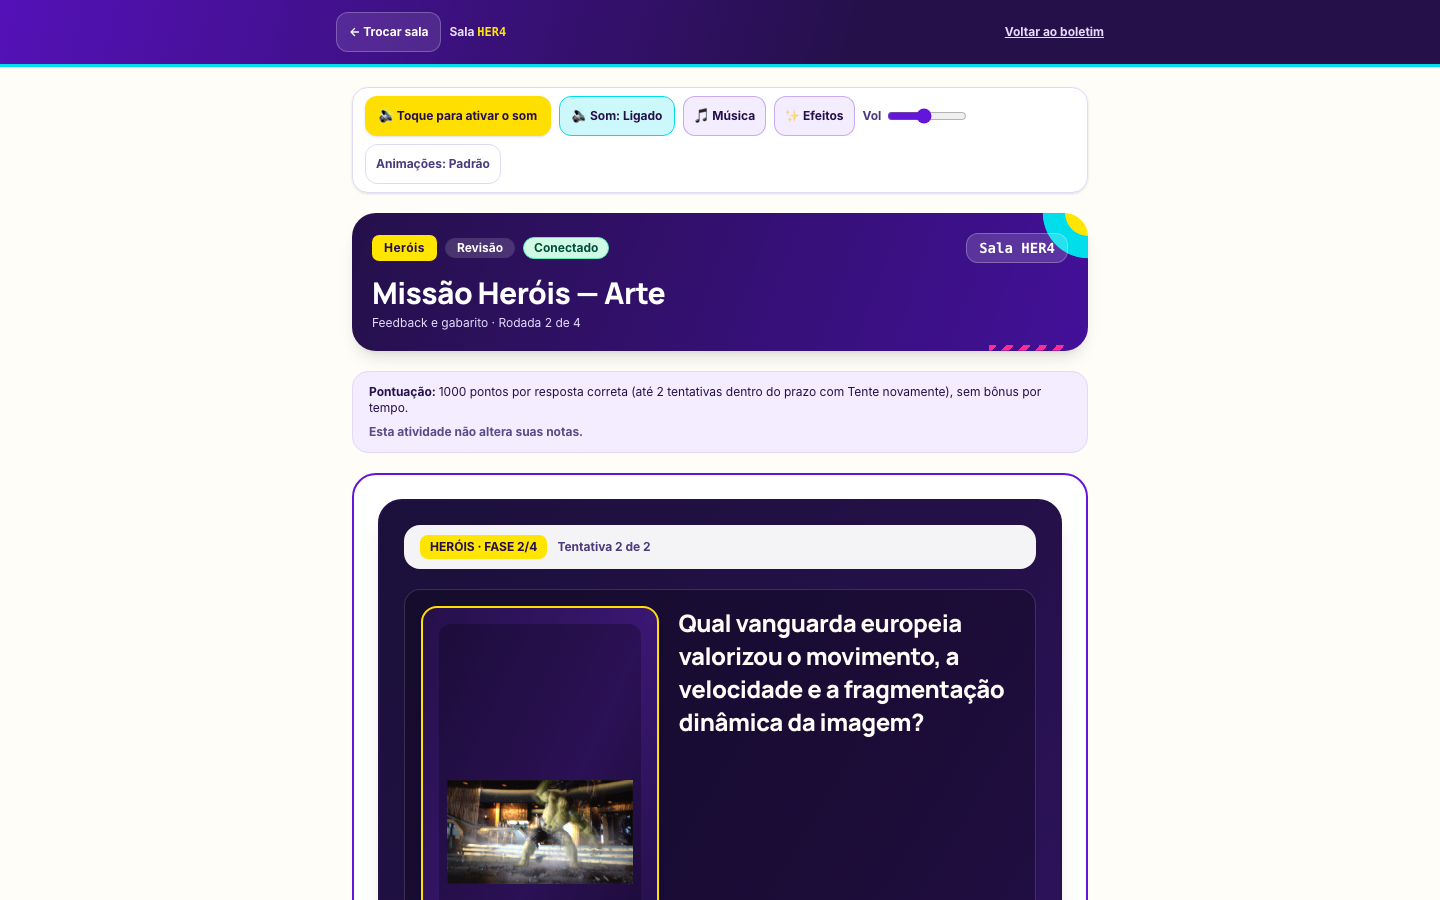 ← Trocar sala
Sala HER4
Voltar ao boletim
🔈 Toque para ativar o som
🔈 Som: Ligado
🎵 Música
✨ Efeitos
Vol
Animações: Padrão
Heróis
Revisão
Conectado
Sala HER4
Missão Heróis — Arte
Feedback e gabarito · Rodada 2 de 4
Pontuação: 1000 pontos por resposta correta (até 2 tentativas dentro do prazo com Tente novamente), sem bônus por
tempo.
Esta atividade não altera suas notas.
HERÓIS · FASE 2/4
Tentativa 2 de 2
Qual vanguarda europeia
valorizou o movimento, a
velocidade e a fragmentação
dinâmica da imagem?